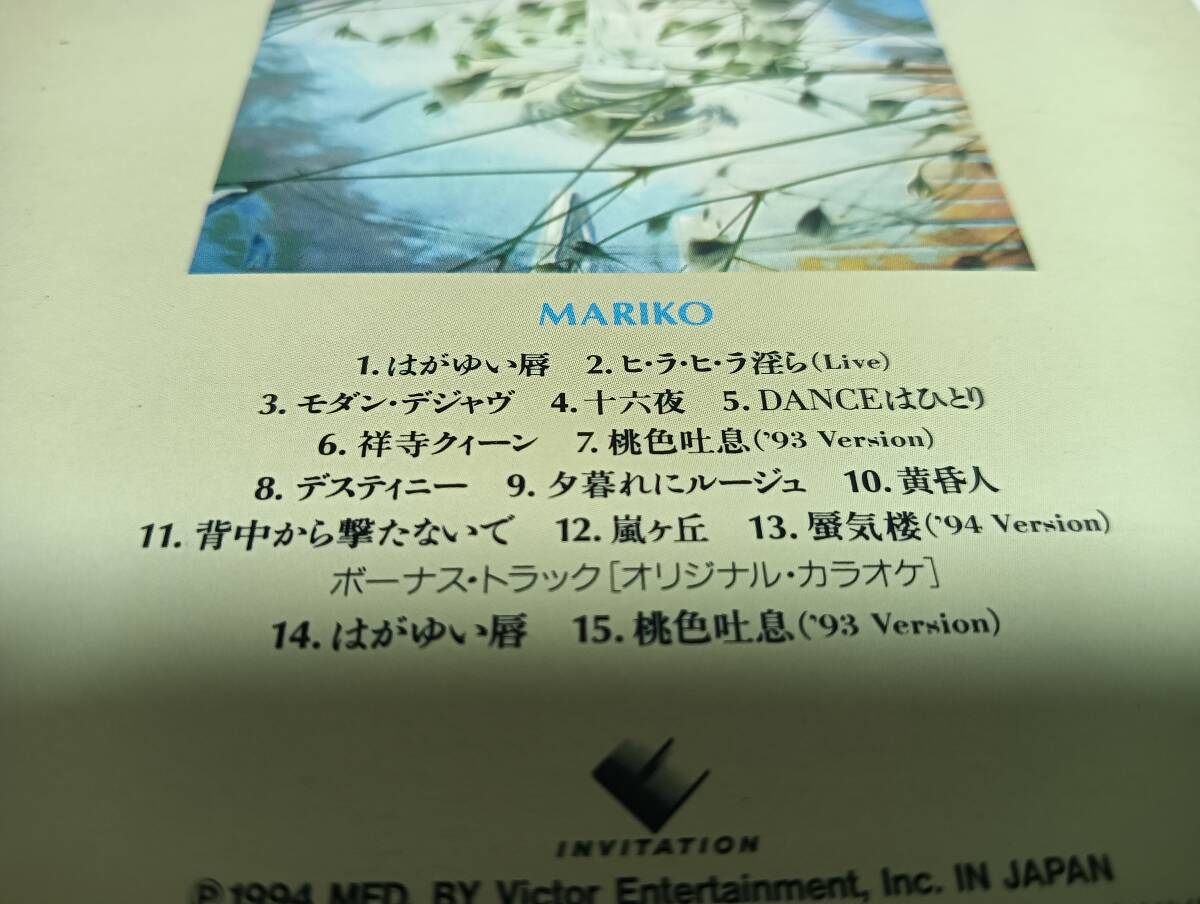 MARIKO
1. はがゆい唇 2. ヒ・ラ・ヒ・ラ淫ら(Live)
3. モダン・デジャヴ 4. 十六夜 5. DANCEはひとり
6. 祥寺クィーン 7. 桃色吐息('93 Version)
8. デスティニー 9. 夕暮れにルージュ 10. 黄昏人
11. 背中から撃たないで 12. 嵐ヶ丘 13. 蜃気楼('94 Version)
ボーナス・トラック[オリジナル・カラオケ]
14. はがゆい唇 15. 桃色吐息('93 Version)
INVITATION
℗1994 MFD. BY Victor Entertainment, Inc. IN JAPAN